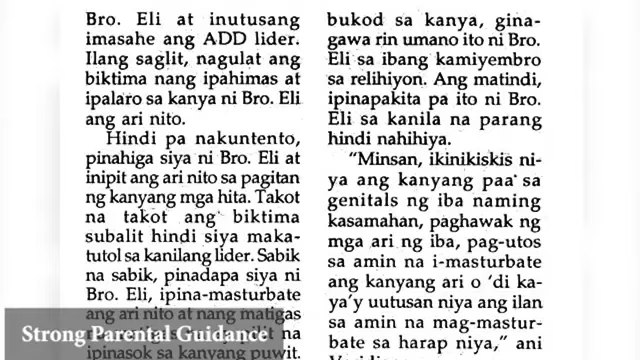 Bro. Eli at inutusang
imasahe ang ADD lider.
Ilang saglit, nagulat ang
biktima nang ipahimas at
ipalaro sa kanya ni Bro. Eli
ang ari nito.
Hindi pa nakuntento,
pinahiga siya ni Bro. Eli at
inipit ang ari nito sa pagitan
ng kanyang mga hita. Takot
na takot ang biktima
subalit hindi siya maka-
tutol sa kanilang lider. Sabik
na sabik, pinadapa siya ni
Bro. Eli, ipina-masturbate
ang ari nito at nang matigas
na
ipinasok sa kanyang puwit.
bukod sa kanya, gina-
gawa rin umano ito ni Bro.
Eli sa ibang kamiyembro
sa relihiyon. Ang matindi,
ipinapakita pa ito ni Bro.
Eli sa kanila na parang
hindi nahihiya.
"Minsan, ikinikiskis ni-
ya ang kanyang paa sa
genitals ng iba naming
kasamahan, paghawak ng
mga ari ng iba, pag-utos
sa amin na i-masturbate
ang kanyang ari o 'di ka-
ya'y uutusan niya ang ilan
sa amin na mag-mastur-
bate sa harap niya," ani
Strong Parental Guidance